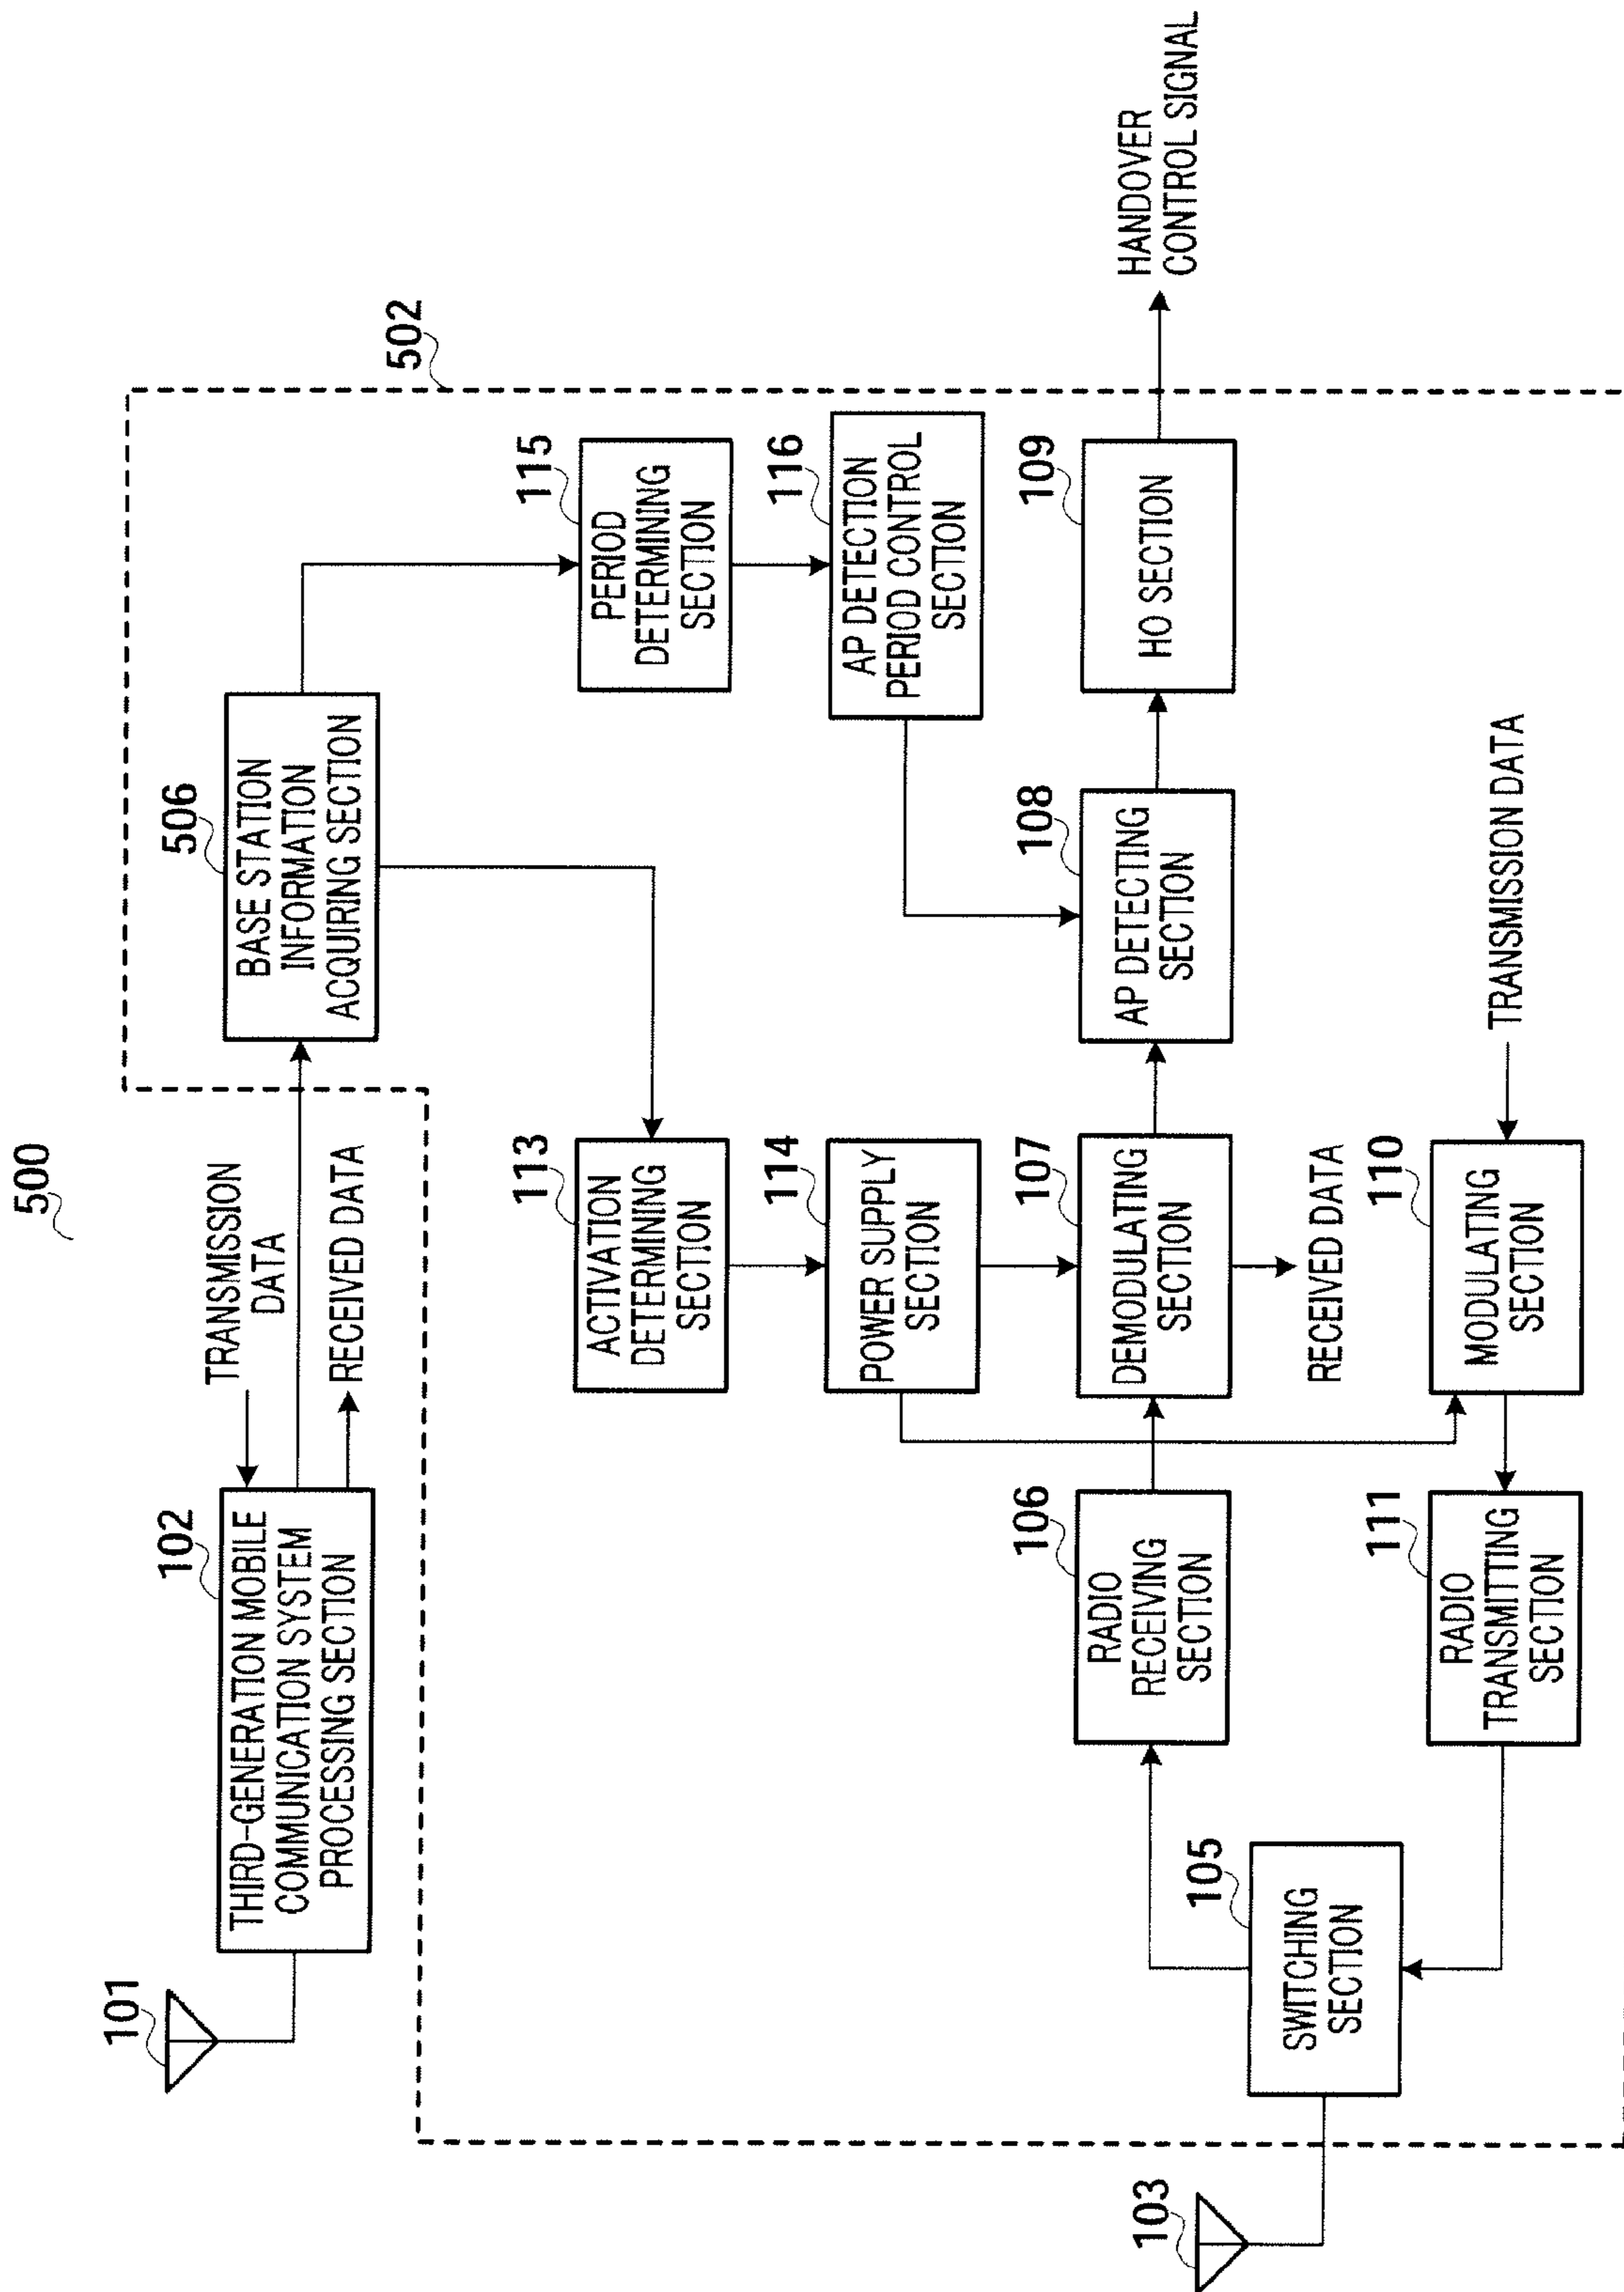 500
101
102
THIRD-GENERATION MOBILE
COMMUNICATION SYSTEM
PROCESSING SECTION
TRANSMISSION
DATA
RECEIVED DATA
506
BASE STATION
INFORMATION
ACQUIRING SECTION
502
113
ACTIVATION
DETERMINING
SECTION
115
PERIOD
DETERMINING
SECTION
114
POWER SUPPLY
SECTION
116
AP DETECTION
PERIOD CONTROL
SECTION
103
105
SWITCHING
SECTION
106
RADIO
RECEIVING
SECTION
107
DEMODULATING
SECTION
108
AP DETECTING
SECTION
109
HO SECTION
HANDOVER
CONTROL SIGNAL
RECEIVED DATA
111
RADIO
TRANSMITTING
SECTION
110
MODULATING
SECTION
TRANSMISSION DATA